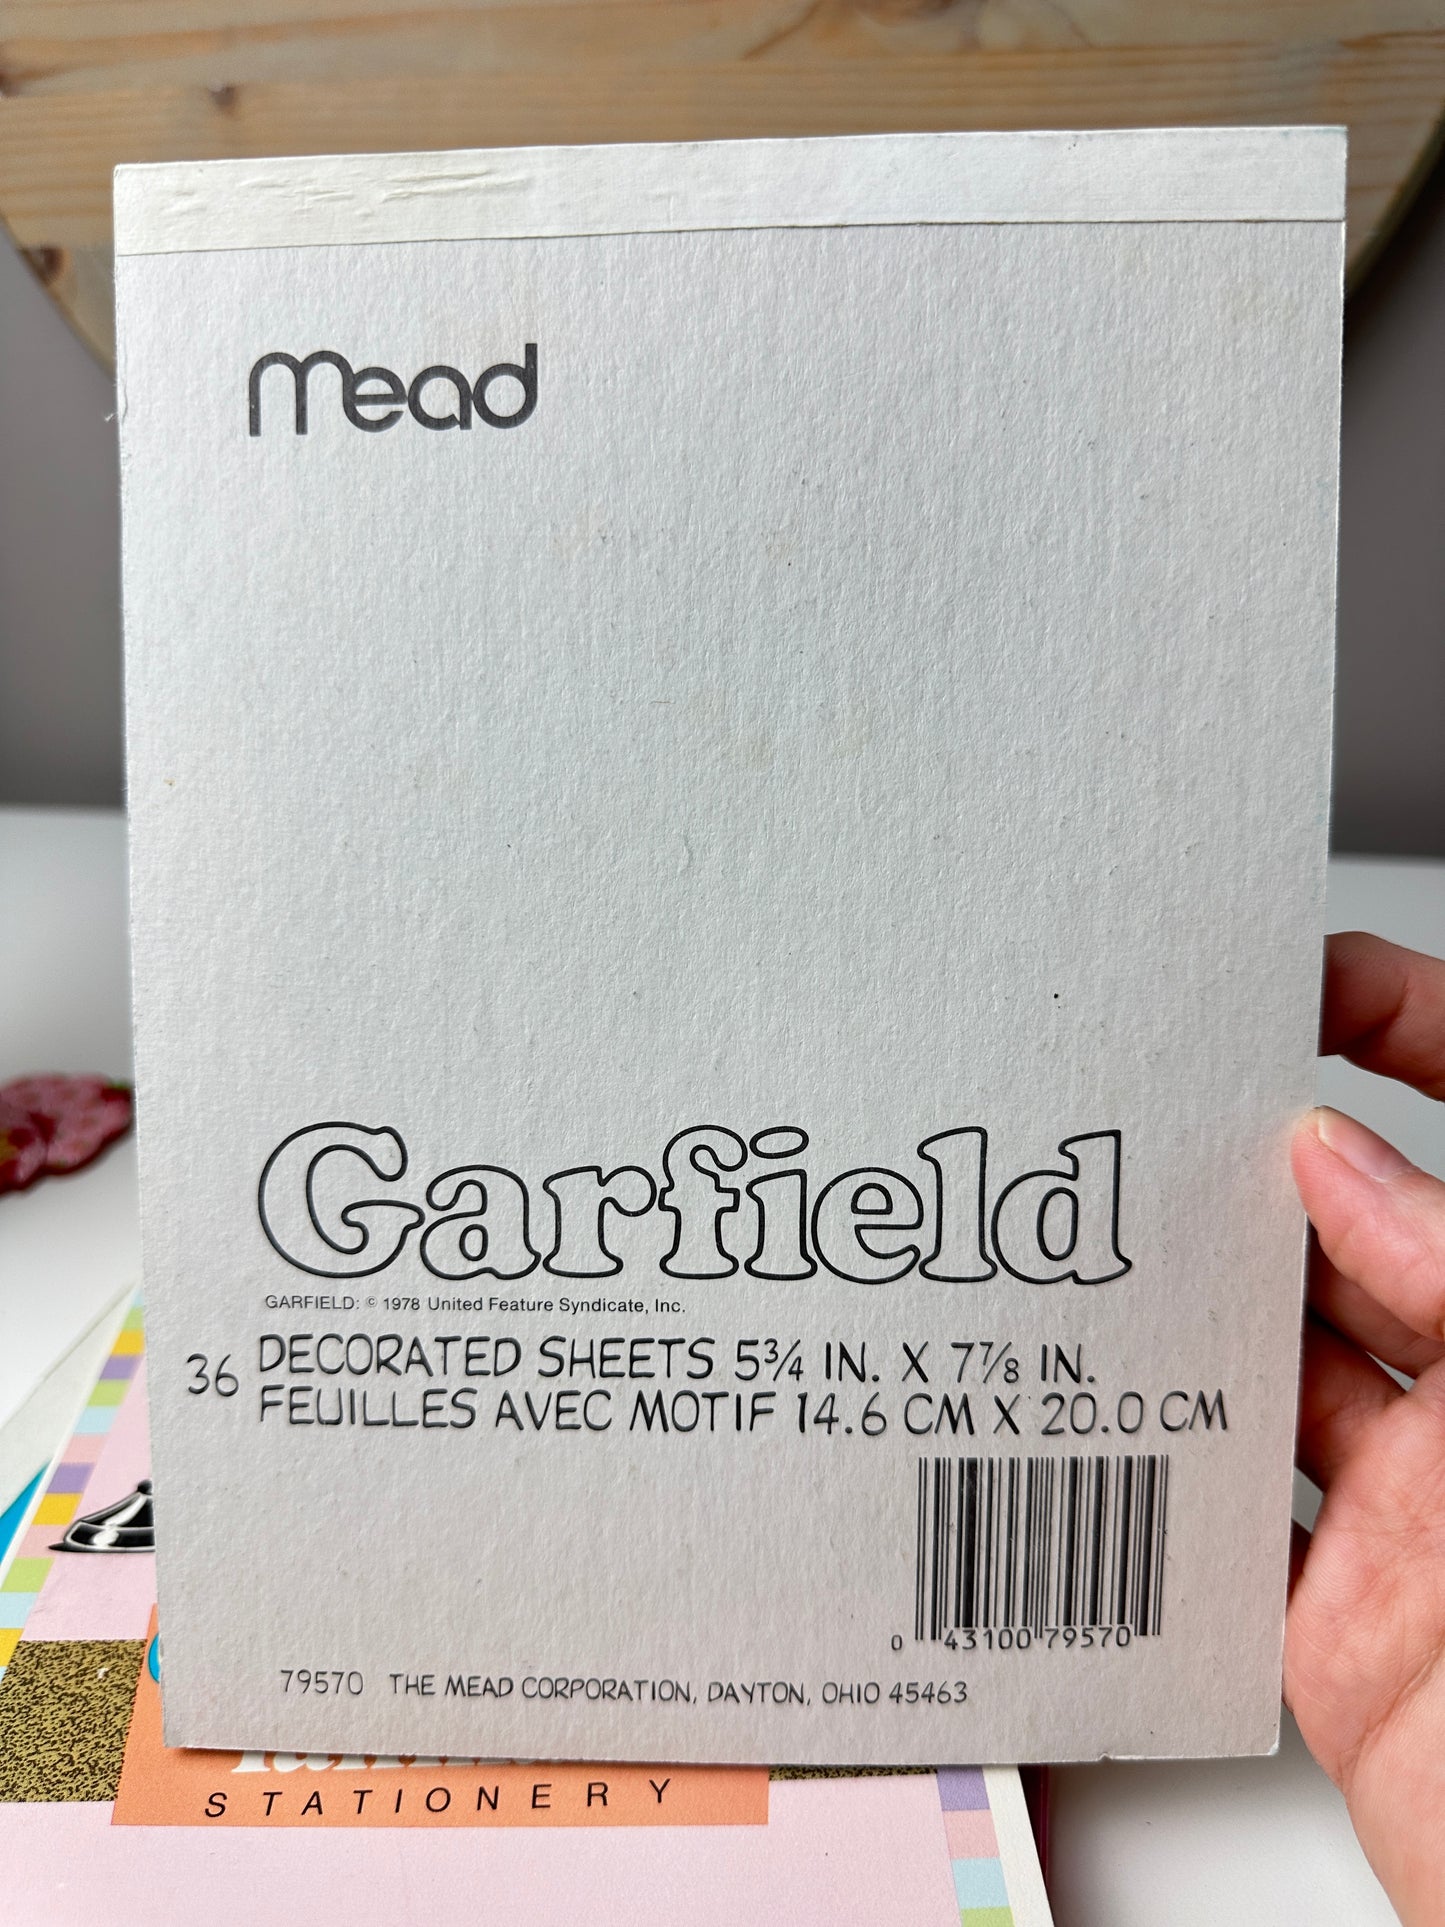 mead
Garfield
GARFIELD: © 1978 United Feature Syndicate, Inc.
36 DECORATED SHEETS 5¾ IN. X 7⅞ IN.
FEUILLES AVEC MOTIF 14.6 CM X 20.0 CM
0 43100 79570
79570 THE MEAD CORPORATION, DAYTON, OHIO 45463
STATIONERY